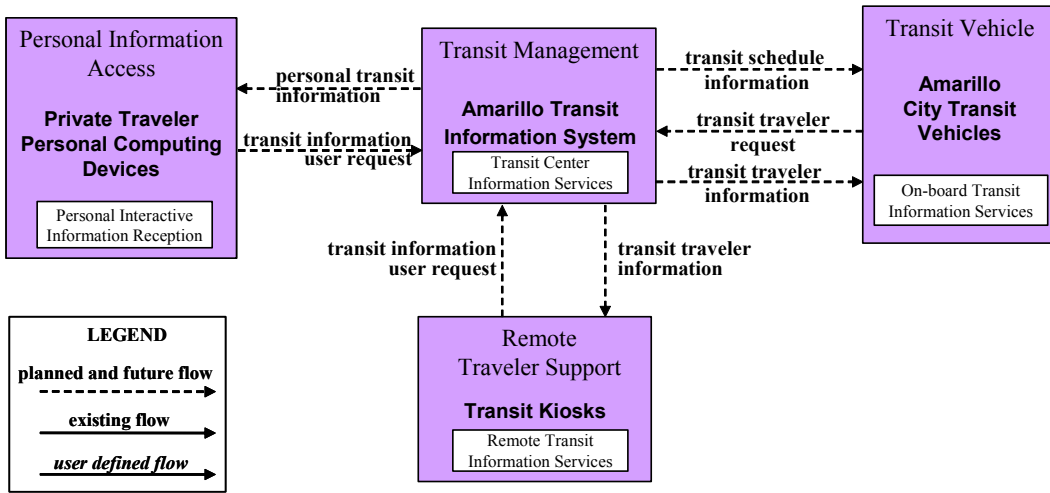 Personal Information
Access
Private Traveler
Personal Computing
Devices
Personal Interactive
Information Reception
personal transit
information
transit information
user request
Transit Management
Amarillo Transit
Information System
Transit Center
Information Services
transit schedule
information
transit traveler
request
transit traveler
information
Transit Vehicle
Amarillo
City Transit
Vehicles
On-board Transit
Information Services
transit information
user request
transit traveler
information
Remote
Traveler Support
Transit Kiosks
Remote Transit
Information Services
LEGEND
planned and future flow
existing flow
user defined flow